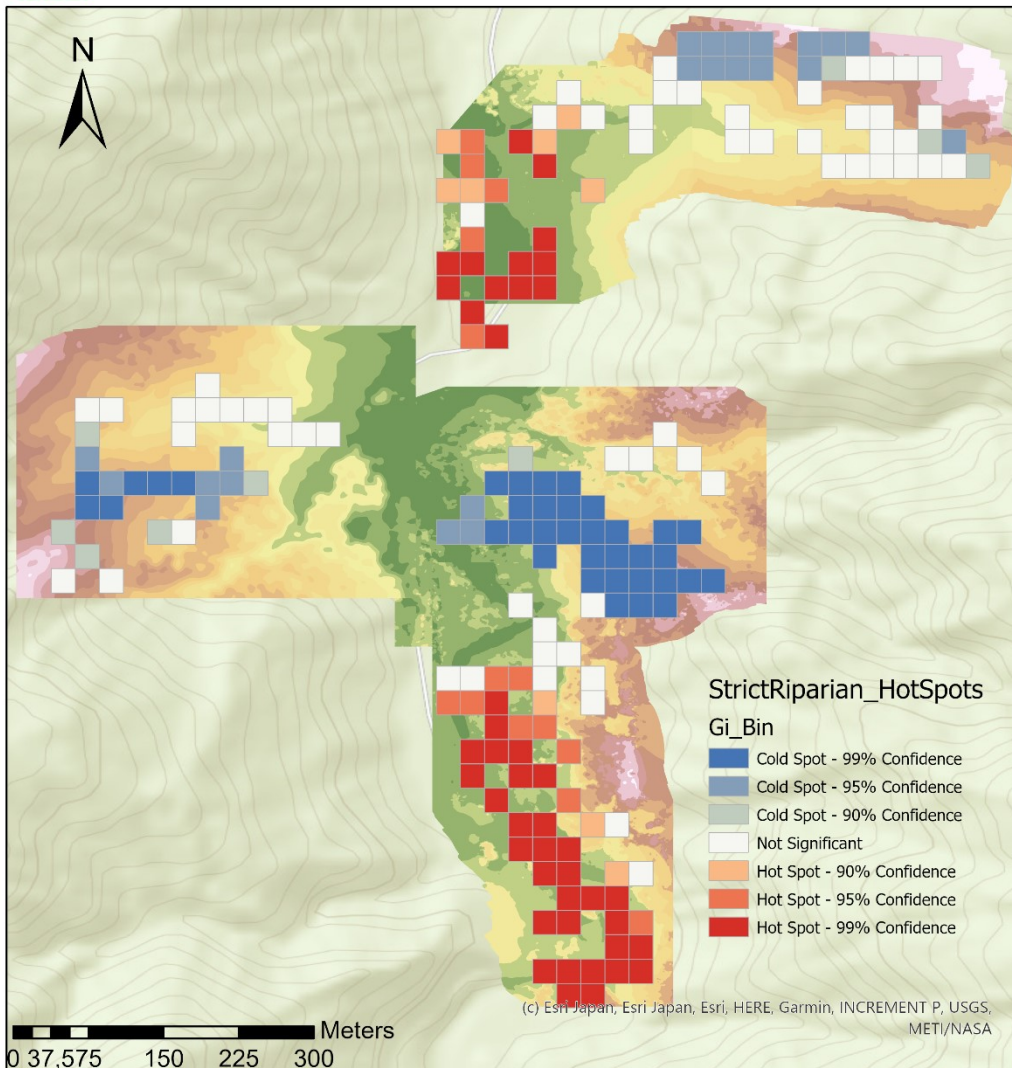 N
StrictRiparian_HotSpots
Gi_Bin
Cold Spot - 99% Confidence
Cold Spot - 95% Confidence
Cold Spot - 90% Confidence
Not Significant
Hot Spot - 90% Confidence
Hot Spot - 95% Confidence
Hot Spot - 99% Confidence
(c) Esri Japan, Esri Japan, Esri, HERE, Garmin, INCREMENT P, USGS,
METI/NASA
Meters
0 37,575 150 225 300